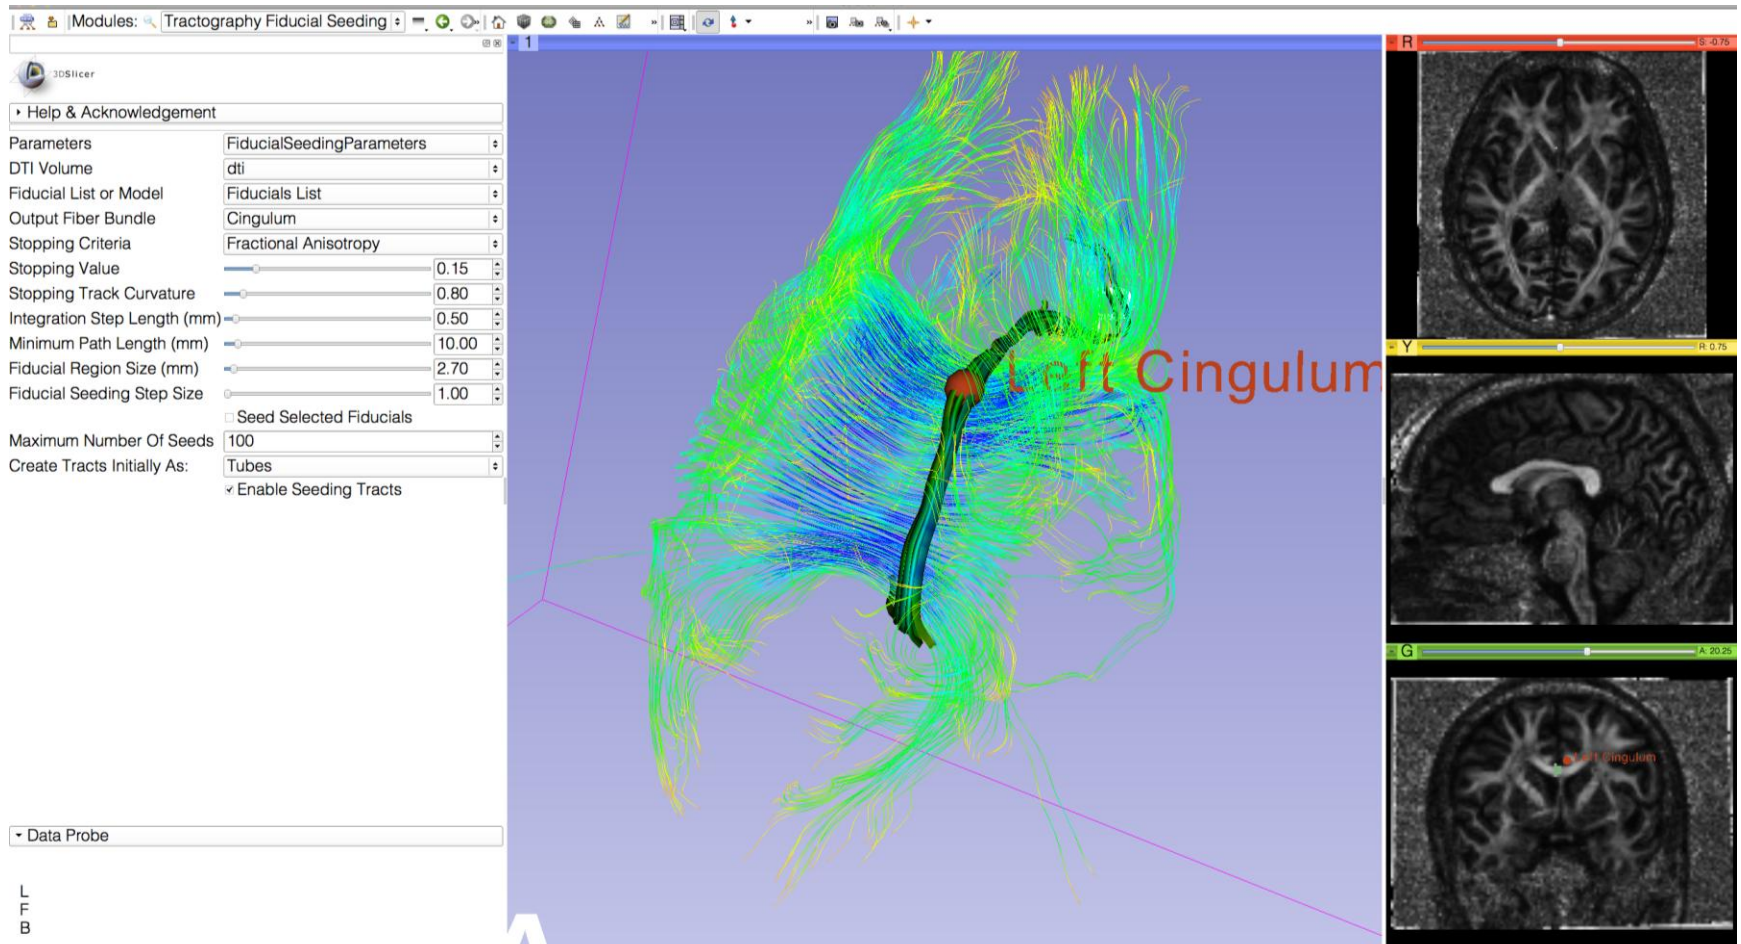 Modules: Tractography Fiducial Seeding
3DSlicer
Help & Acknowledgement
Parameters FiducialSeedingParameters
DTI Volume dti
Fiducial List or Model Fiducials List
Output Fiber Bundle Cingulum
Stopping Criteria Fractional Anisotropy
Stopping Value 0.15
Stopping Track Curvature 0.80
Integration Step Length (mm) 0.50
Minimum Path Length (mm) 10.00
Fiducial Region Size (mm) 2.70
Fiducial Seeding Step Size 1.00
Seed Selected Fiducials
Maximum Number Of Seeds 100
Create Tracts Initially As: Tubes
Enable Seeding Tracts
Data Probe
L
F
B
1
Left Cingulum
A
R S: -0.75
Y R: 0.75
G A: 20.25
Left Cingulum